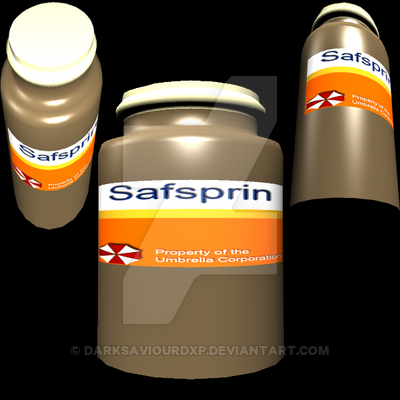 Safsprin
Property of the
Umbrella Corporation
Safsprin
Property of the
Umbrella Corporation
Safsprin
Property of the
Umbrella Corporation
© DARKSAVIOURDXP.DEVIANTART.COM